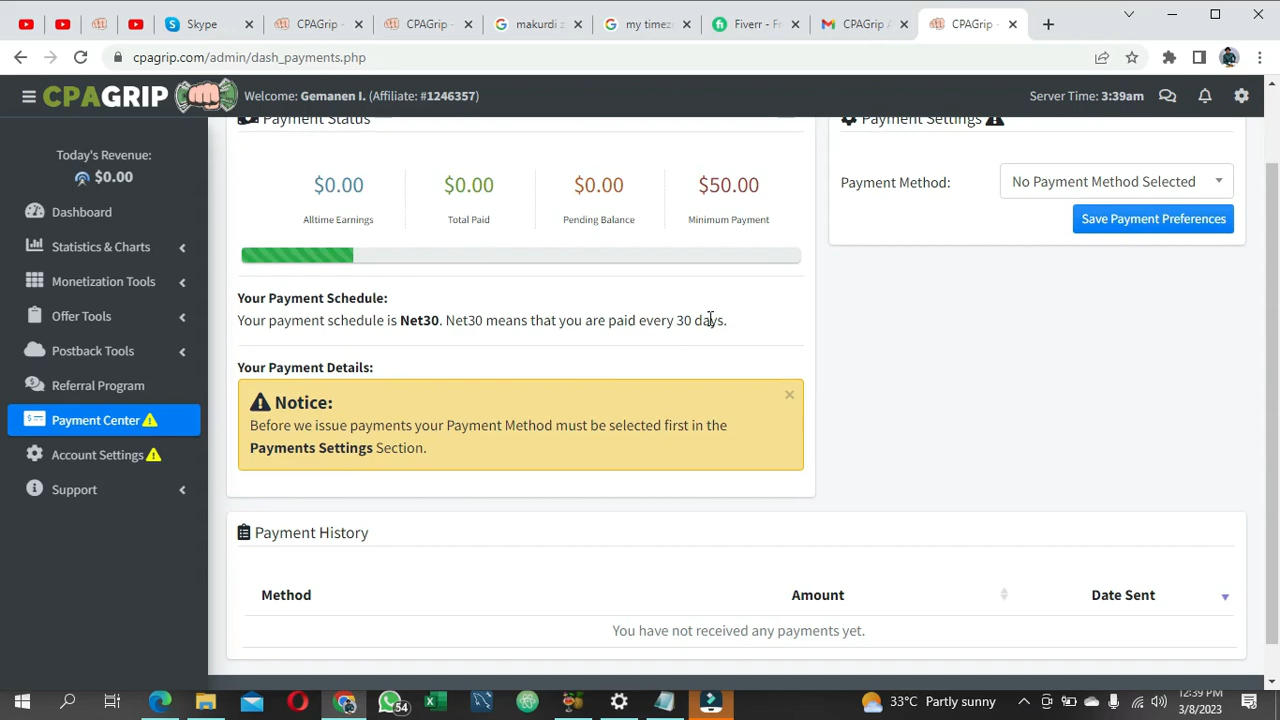 Skype
CPAGrip -
CPAGrip -
makurdi z
my timez
Fiverr - Fr
CPAGrip A
CPAGrip -
cpagrip.com/admin/dash_payments.php
CPAGRIP
Welcome: Gemanen I. (Affiliate: #1246357)
Server Time: 3:39am
Today's Revenue:
$0.00
Dashboard
Statistics & Charts
Monetization Tools
Offer Tools
Postback Tools
Referral Program
Payment Center
Account Settings
Support
Payment Status
$0.00
$0.00
$0.00
$50.00
Alltime Earnings
Total Paid
Pending Balance
Minimum Payment
Your Payment Schedule:
Your payment schedule is Net30. Net30 means that you are paid every 30 days.
Your Payment Details:
Notice:
Before we issue payments your Payment Method must be selected first in the
Payments Settings Section.
Payment Settings
Payment Method:
No Payment Method Selected
Save Payment Preferences
Payment History
Method
Amount
Date Sent
You have not received any payments yet.
54
33°C Partly sunny
12:39 PM
3/8/2023